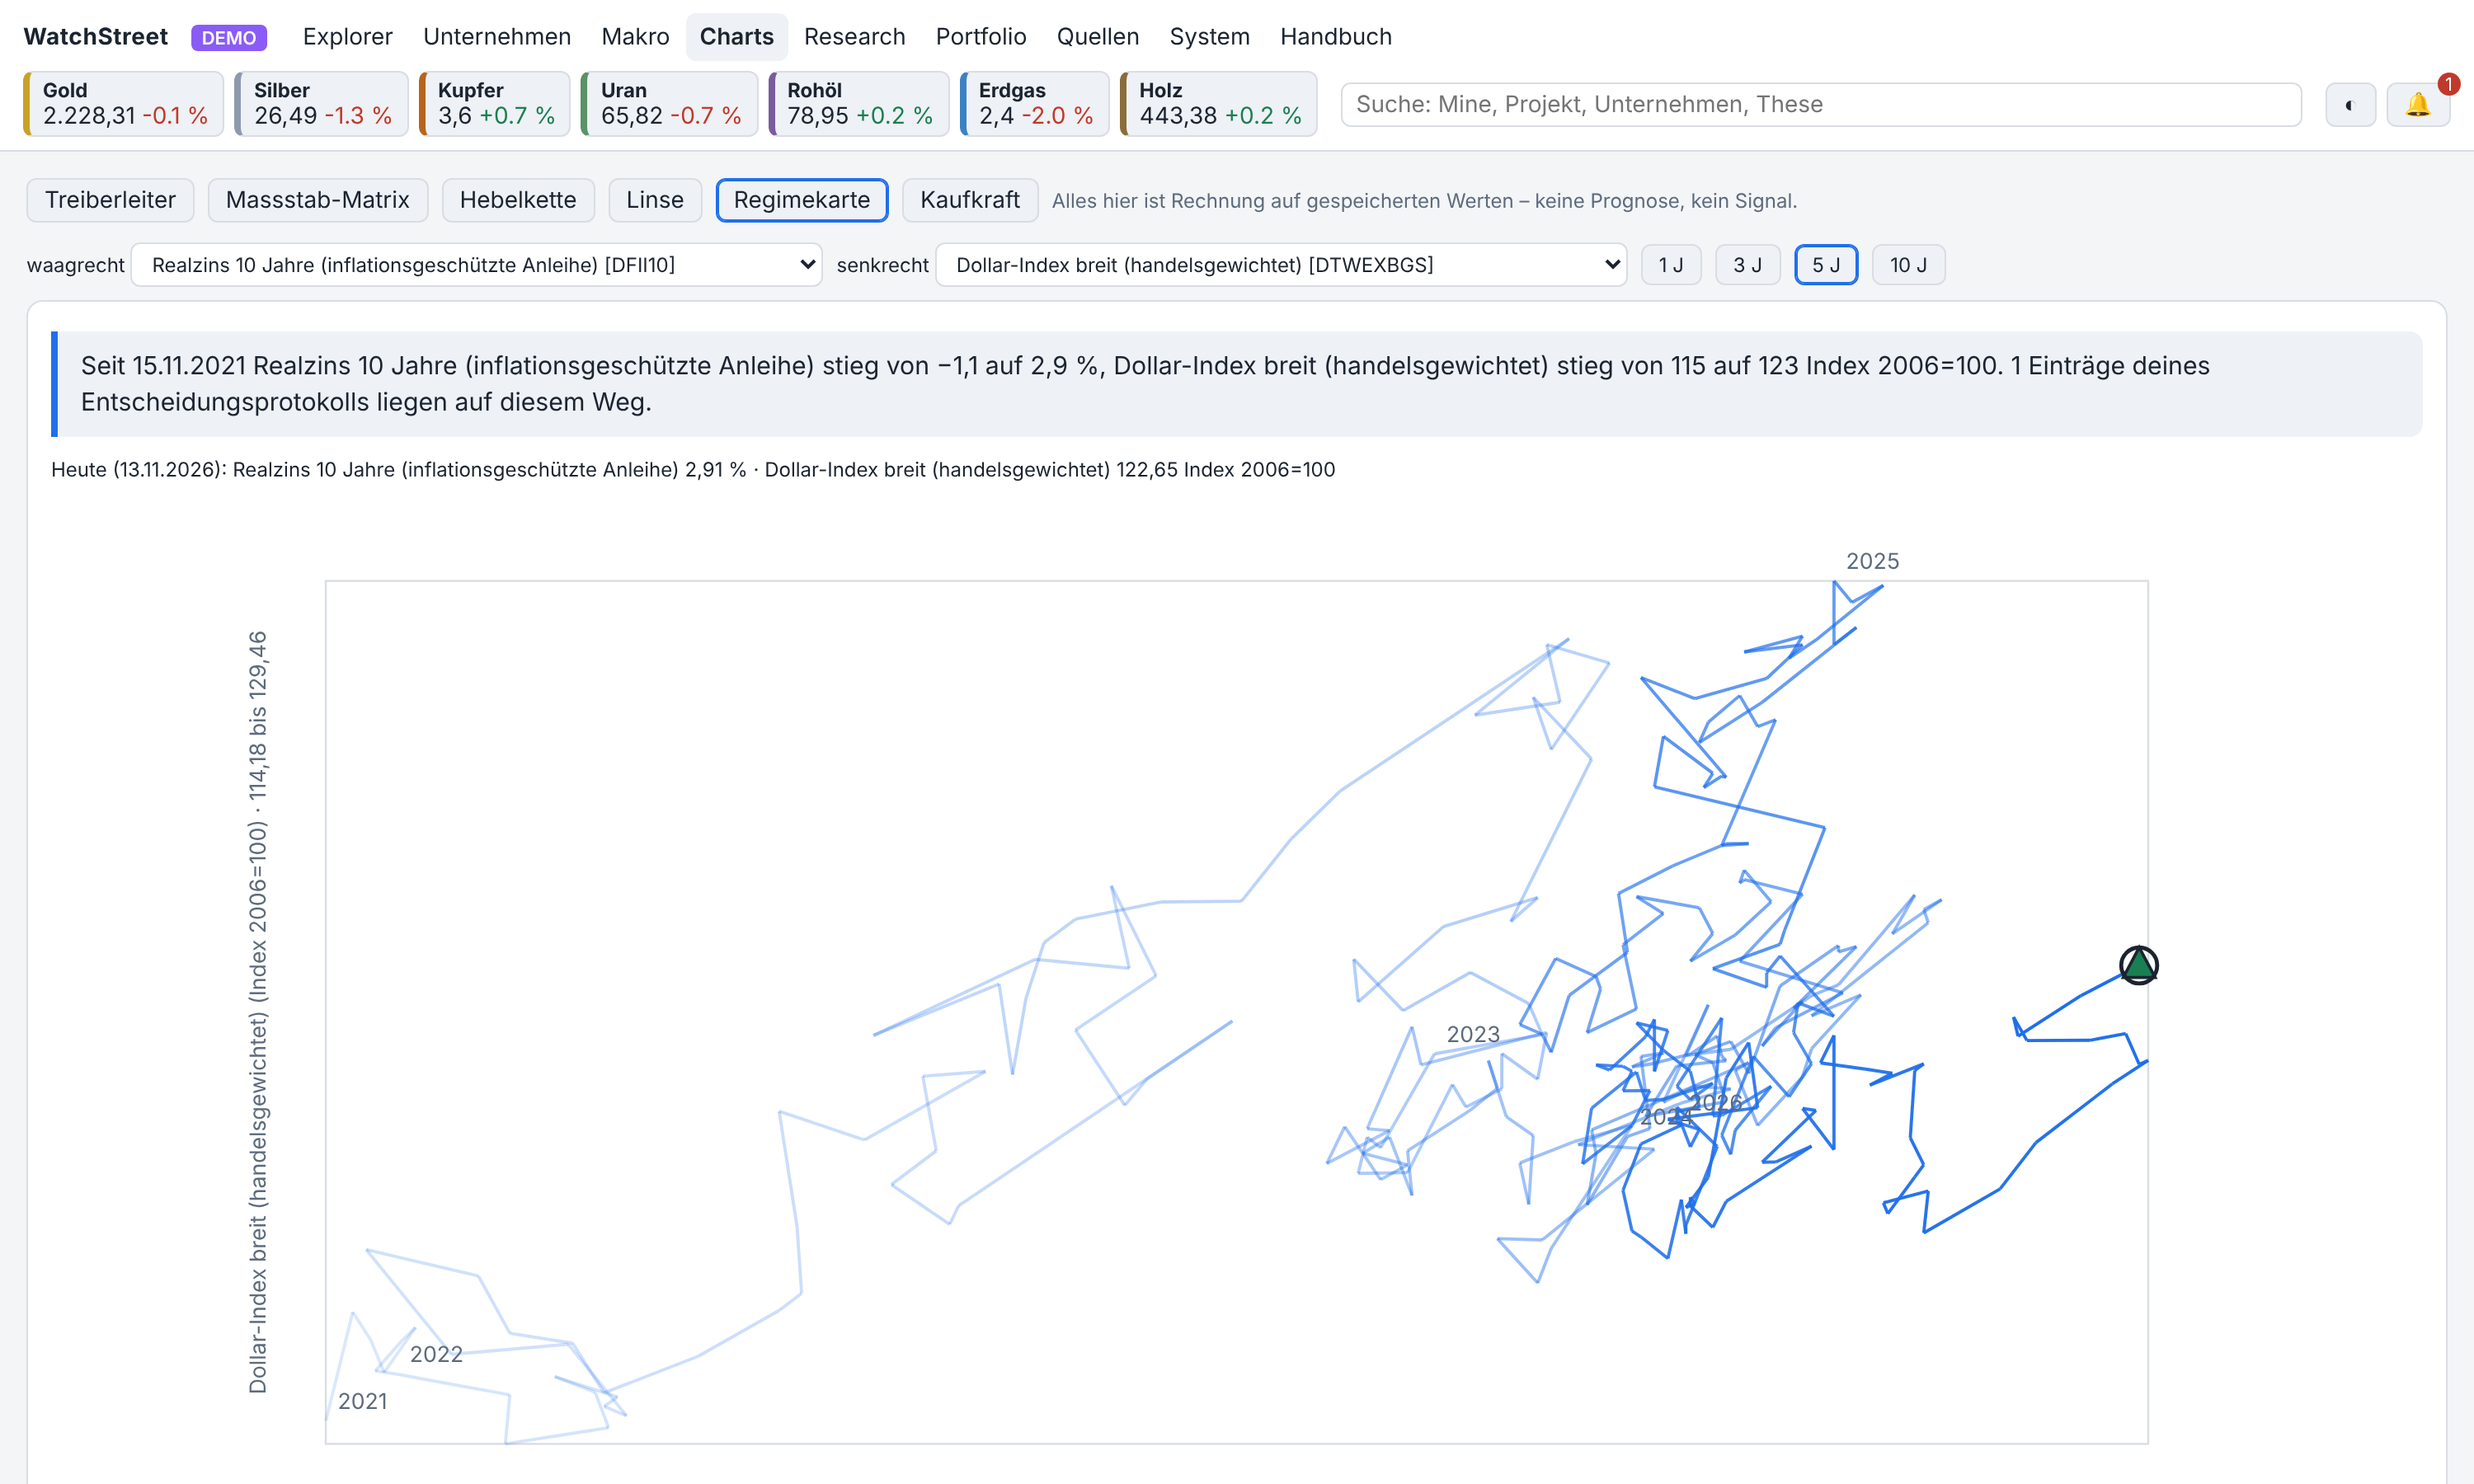 WatchStreet DEMO Explorer Unternehmen Makro Charts Research Portfolio Quellen System Handbuch
Gold
2.228,31 -0.1 %
Silber
26,49 -1.3 %
Kupfer
3,6 +0.7 %
Uran
65,82 -0.7 %
Rohöl
78,95 +0.2 %
Erdgas
2,4 -2.0 %
Holz
443,38 +0.2 %
Suche: Mine, Projekt, Unternehmen, These
1
Treiberleiter Massstab-Matrix Hebelkette Linse Regimekarte Kaufkraft Alles hier ist Rechnung auf gespeicherten Werten – keine Prognose, kein Signal.
waagrecht Realzins 10 Jahre (inflationsgeschützte Anleihe) [DFII10] senkrecht Dollar-Index breit (handelsgewichtet) [DTWEXBGS] 1 J 3 J 5 J 10 J
Seit 15.11.2021 Realzins 10 Jahre (inflationsgeschützte Anleihe) stieg von −1,1 auf 2,9 %, Dollar-Index breit (handelsgewichtet) stieg von 115 auf 123 Index 2006=100. 1 Einträge deines
Entscheidungsprotokolls liegen auf diesem Weg.
Heute (13.11.2026): Realzins 10 Jahre (inflationsgeschützte Anleihe) 2,91 % · Dollar-Index breit (handelsgewichtet) 122,65 Index 2006=100
2025
Dollar-Index breit (handelsgewichtet) (Index 2006=100) · 114,18 bis 129,46
2023
2026
2024
2022
2021